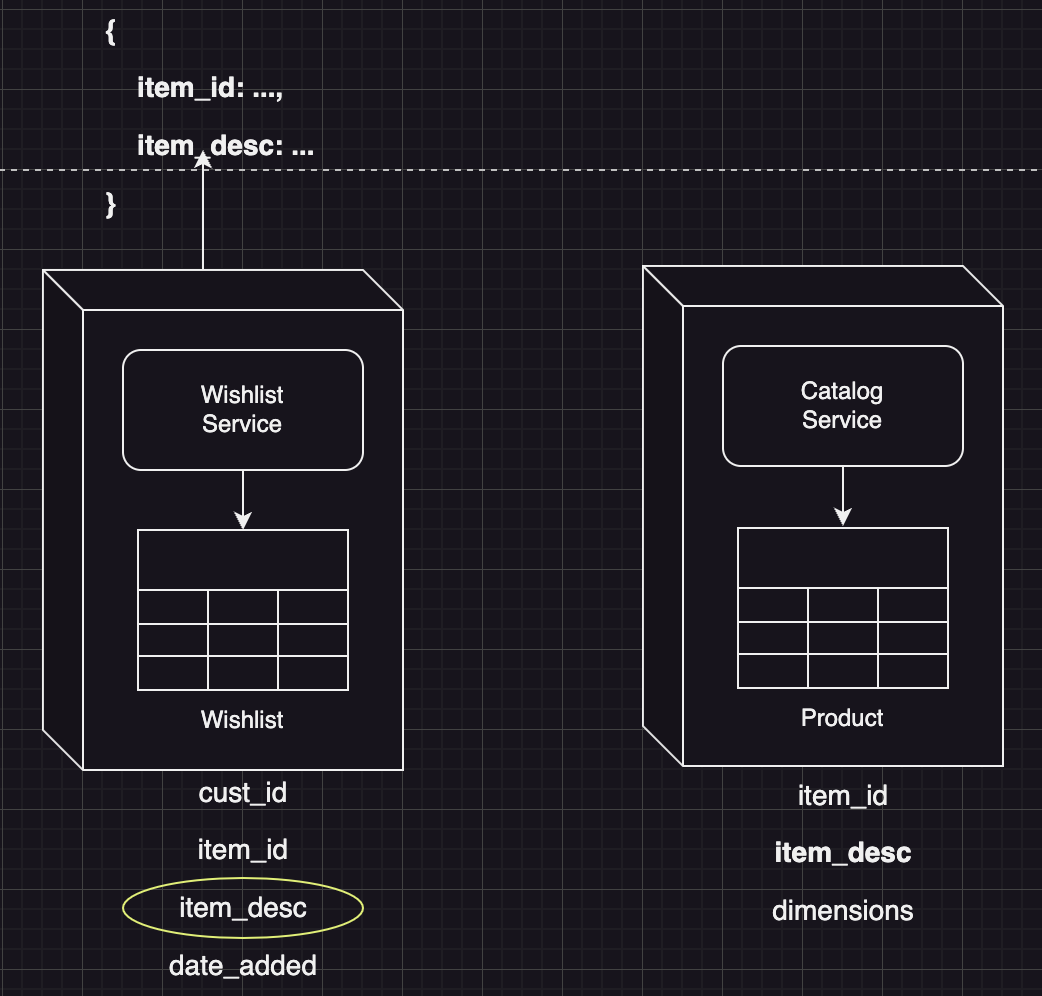 {
item_id: ...,
item_desc: ...
}
Wishlist
Service
Wishlist
cust_id
item_id
item_desc
date_added
Catalog
Service
Product
item_id
item_desc
dimensions